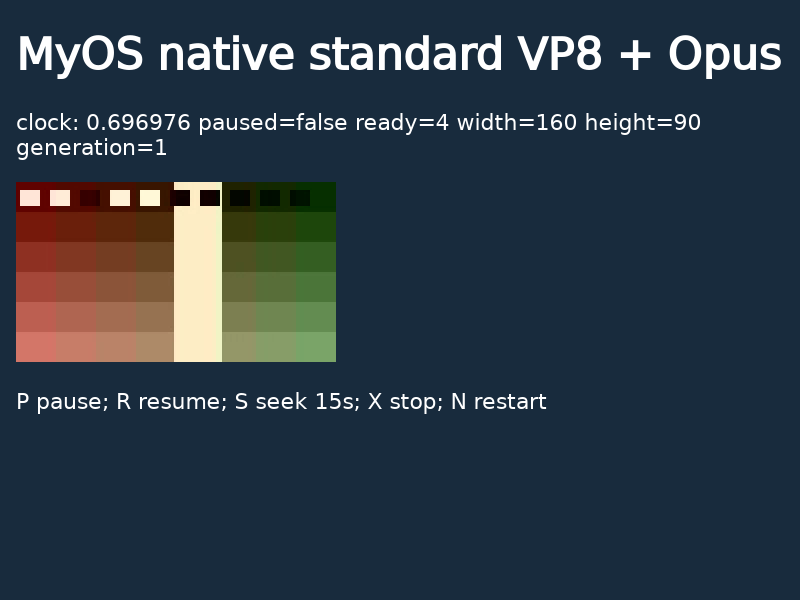 MyOS native standard VP8 + Opus
clock: 0.696976 paused=false ready=4 width=160 height=90
generation=1
P pause; R resume; S seek 15s; X stop; N restart